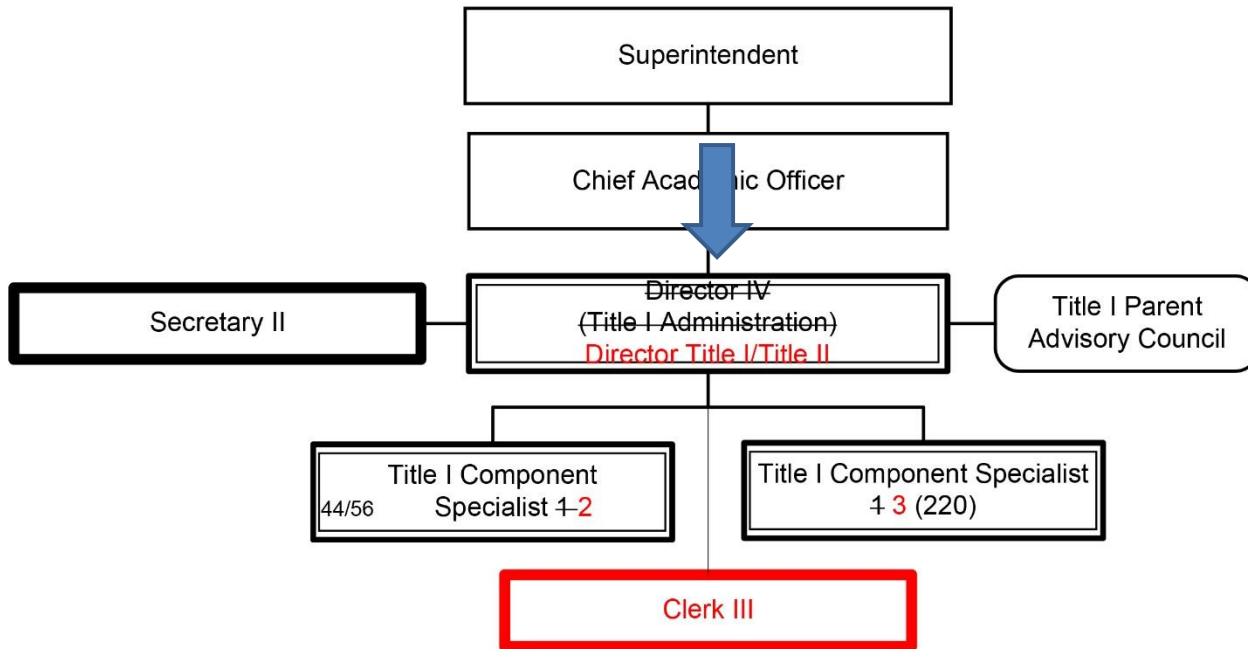 Superintendent
Chief Academic Officer
Director IV
(Title I Administration)
Director Title I/Title II
Secretary II
Title I Parent
Advisory Council
Title I Component
44/56 Specialist 1 2
Title I Component Specialist
1 3 (220)
Clerk III